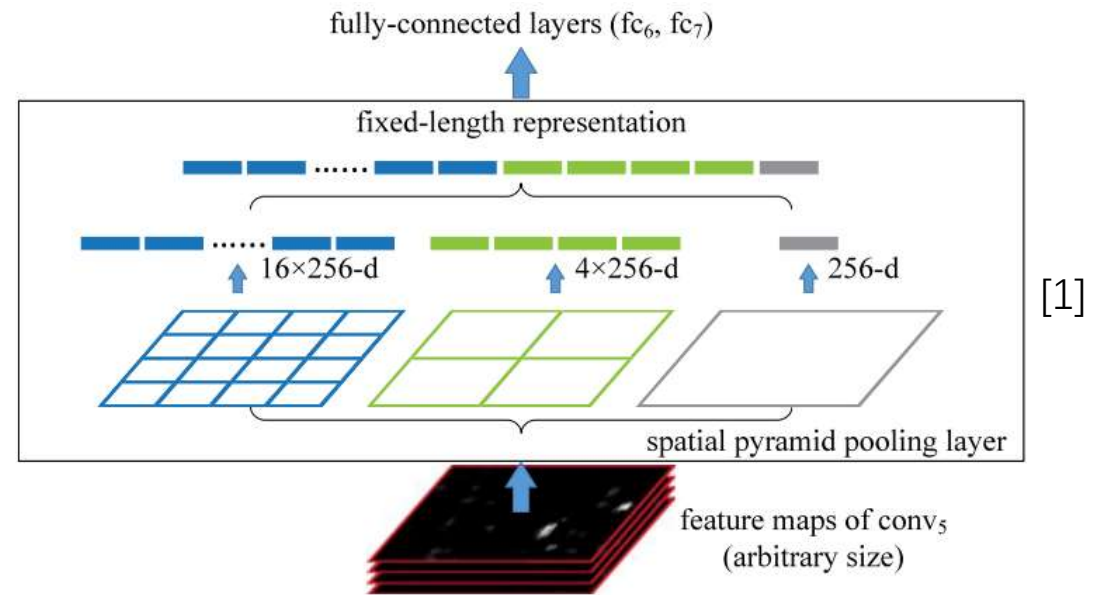 fully-connected layers (fc₆, fc₇)
fixed-length representation
......
......
16×256-d
4×256-d
256-d
[1]
spatial pyramid pooling layer
feature maps of conv₅
(arbitrary size)